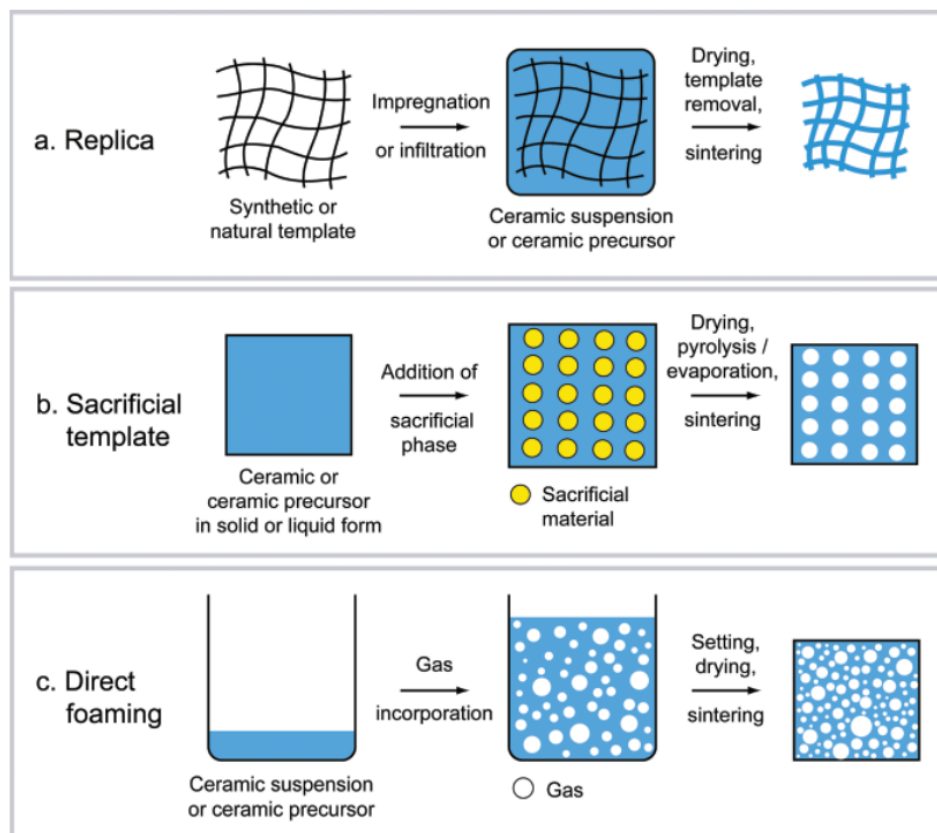 a. Replica
Synthetic or
natural template
Impregnation
or infiltration
Ceramic suspension
or ceramic precursor
Drying,
template
removal,
sintering
b. Sacrificial
template
Ceramic or
ceramic precursor
in solid or liquid form
Addition of
sacrificial
phase
Sacrificial
material
Drying,
pyrolysis /
evaporation,
sintering
c. Direct
foaming
Ceramic suspension
or ceramic precursor
Gas
incorporation
Gas
Setting,
drying,
sintering